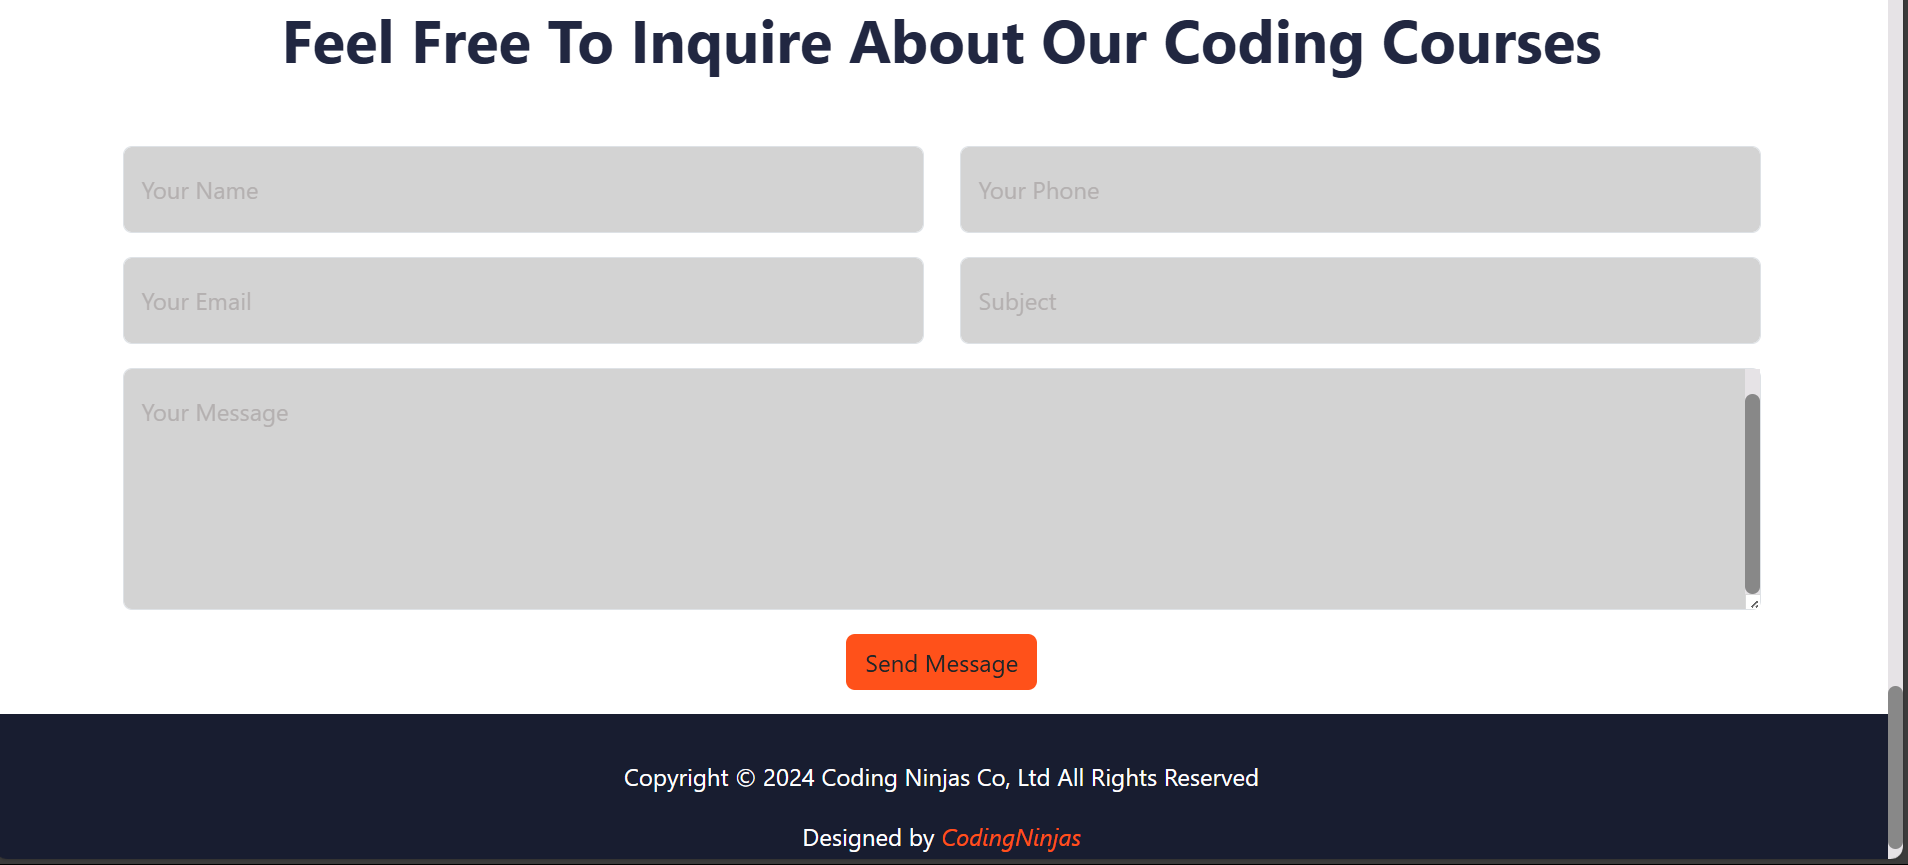 Feel Free To Inquire About Our Coding Courses
Your Name
Your Phone
Your Email
Subject
Your Message
Send Message
Copyright © 2024 Coding Ninjas Co, Ltd All Rights Reserved
Designed by CodingNinjas